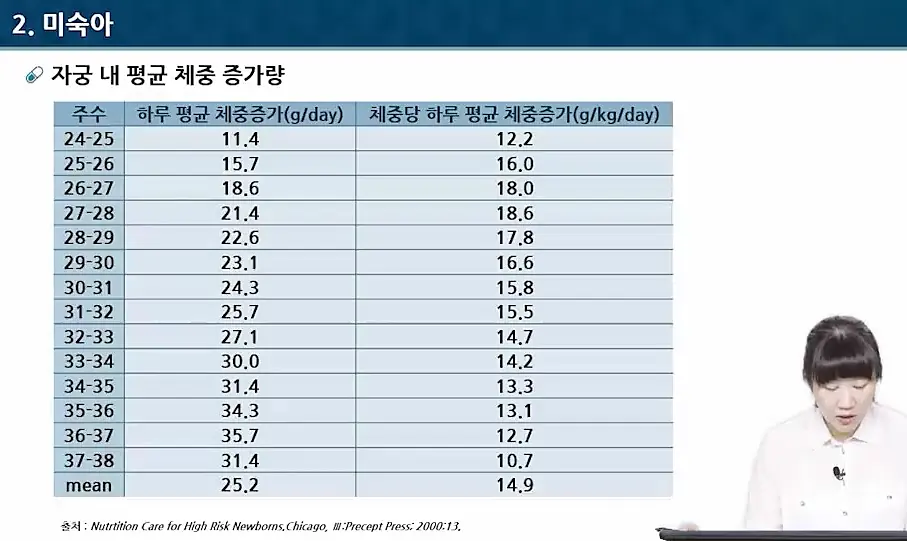 2. 미숙아
자궁 내 평균 체중 증가량
주수 하루 평균 체중증가(g/day) 체중당 하루 평균 체중증가(g/kg/day)
24-25 11.4 12.2
25-26 15.7 16.0
26-27 18.6 18.0
27-28 21.4 18.6
28-29 22.6 17.8
29-30 23.1 16.6
30-31 24.3 15.8
31-32 25.7 15.5
32-33 27.1 14.7
33-34 30.0 14.2
34-35 31.4 13.3
35-36 34.3 13.1
36-37 35.7 12.7
37-38 31.4 10.7
mean 25.2 14.9
출처 : Nutrtition Care for High Risk Newborns,Chicago, Ⅲ:Precept Press; 2000:13,